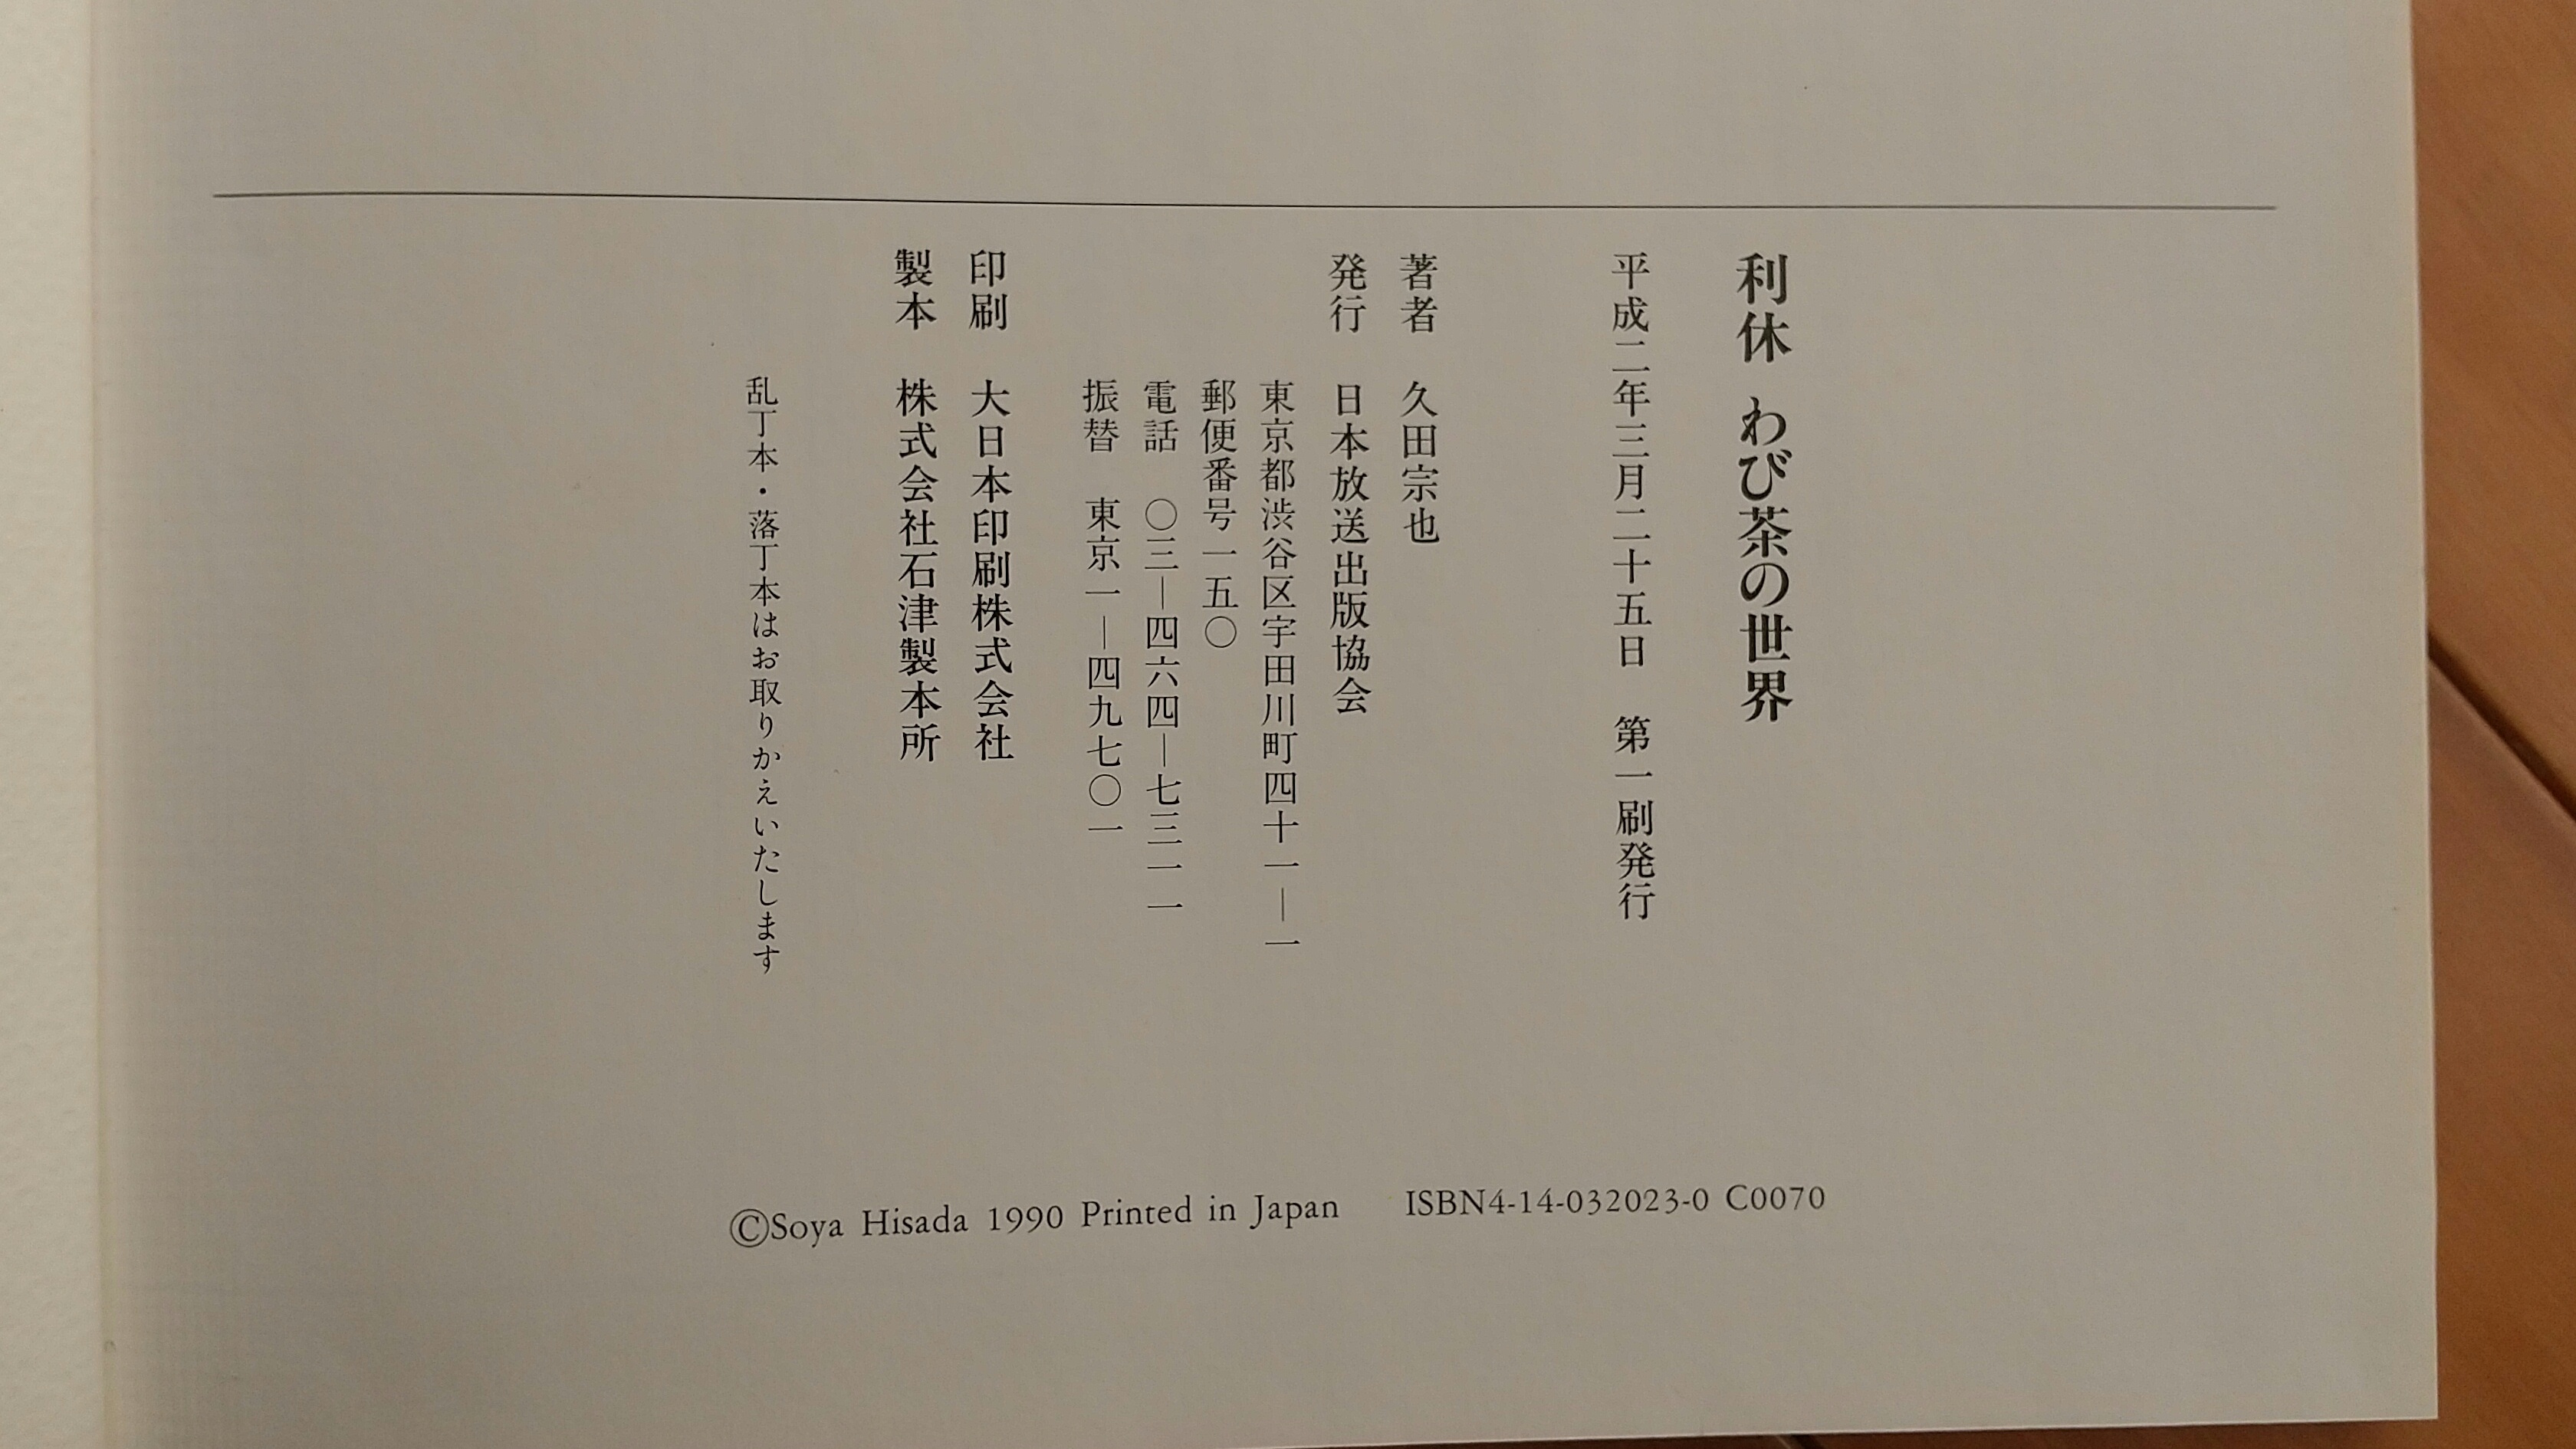 利休 わび茶の世界
平成二年三月二十五日 第一刷発行
著者 久田宗也
発行 日本放送出版協会
東京都渋谷区宇田川町四十一―一
郵便番号一五〇
電話 〇三―四六四―七三一一
振替 東京一―四九七〇一
印刷 大日本印刷株式会社
製本 株式会社石津製本所
乱丁本・落丁本はお取りかえいたします
©Soya Hisada 1990 Printed in Japan ISBN4-14-032023-0 C0070